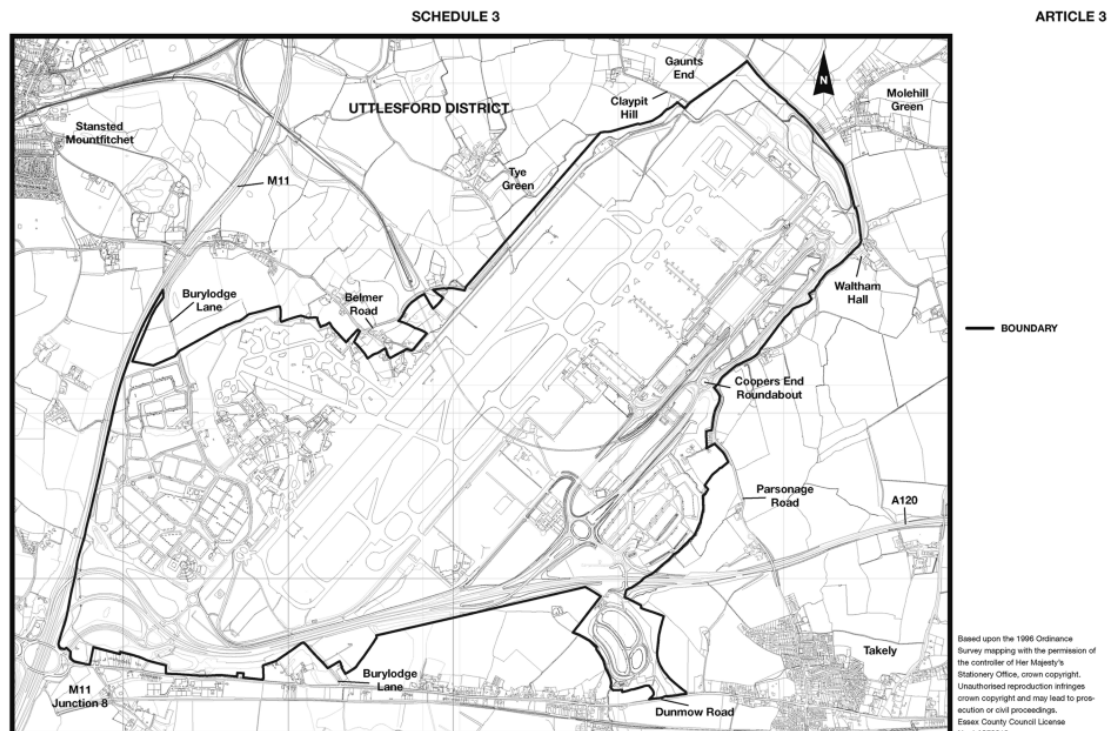 SCHEDULE 3
ARTICLE 3
Gaunts
End
N
UTTLESFORD DISTRICT
Claypit
Hill
Molehill
Green
Stansted
Mountfitchet
M11
Tye
Green
Burylodge
Lane
Belmer
Road
Waltham
Hall
BOUNDARY
Coopers End
Roundabout
Parsonage
Road
A120
Based upon the 1996 Ordinance
Survey mapping with the permission of
the controller of Her Majesty's
Stationery Office, crown copyright.
Unauthorised reproduction infringes
crown copyright and may lead to pros-
ecution or civil proceedings.
Essex County Council License
Takely
Burylodge
Lane
M11
Junction 8
Dunmow Road